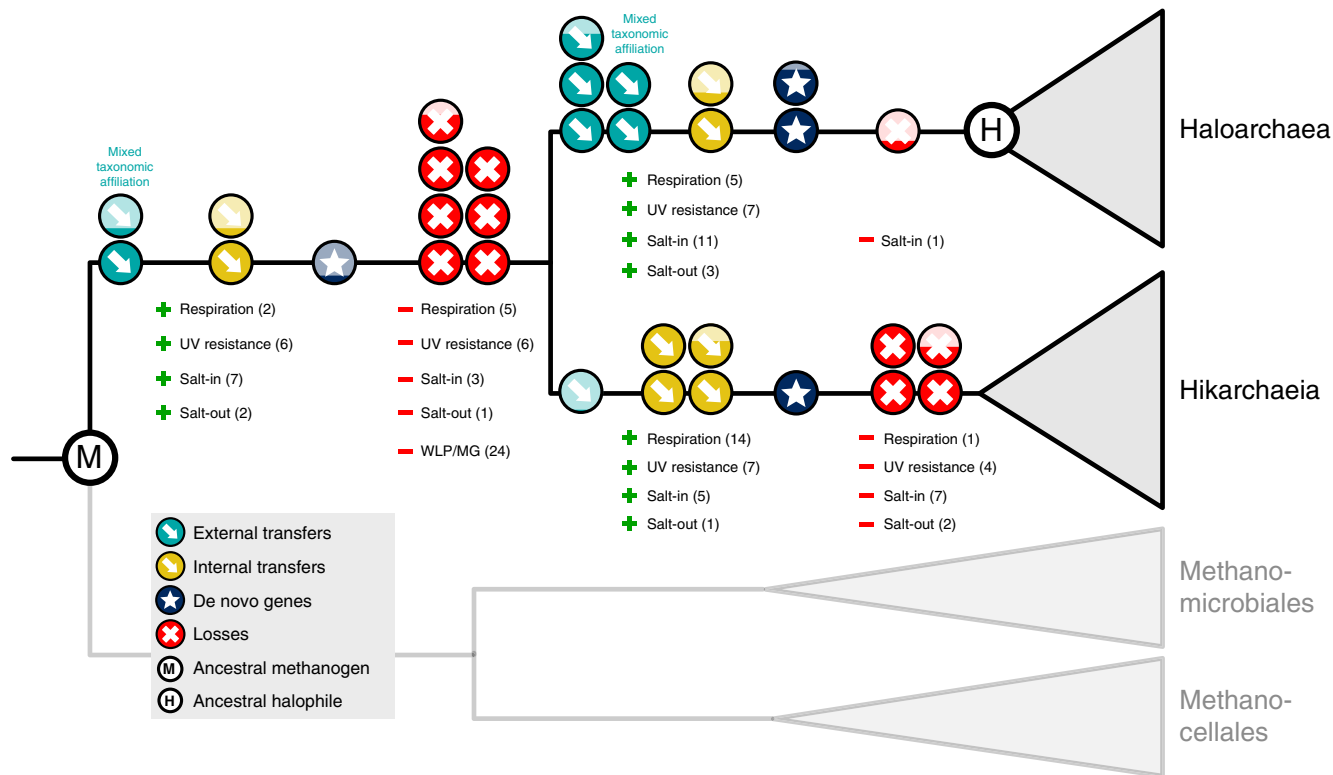 Mixed
taxonomic
affiliation
Mixed
taxonomic
affiliation
H
Haloarchaea
Respiration (5)
UV resistance (7)
Salt-in (11)
Salt-out (3)
Salt-in (1)
Respiration (2)
UV resistance (6)
Salt-in (7)
Salt-out (2)
Respiration (5)
UV resistance (6)
Salt-in (3)
Salt-out (1)
WLP/MG (24)
Hikarchaeia
Respiration (14)
UV resistance (7)
Salt-in (5)
Salt-out (1)
Respiration (1)
UV resistance (4)
Salt-in (7)
Salt-out (2)
M
External transfers
Internal transfers
De novo genes
Losses
M Ancestral methanogen
H Ancestral halophile
Methano-
microbiales
Methano-
cellales